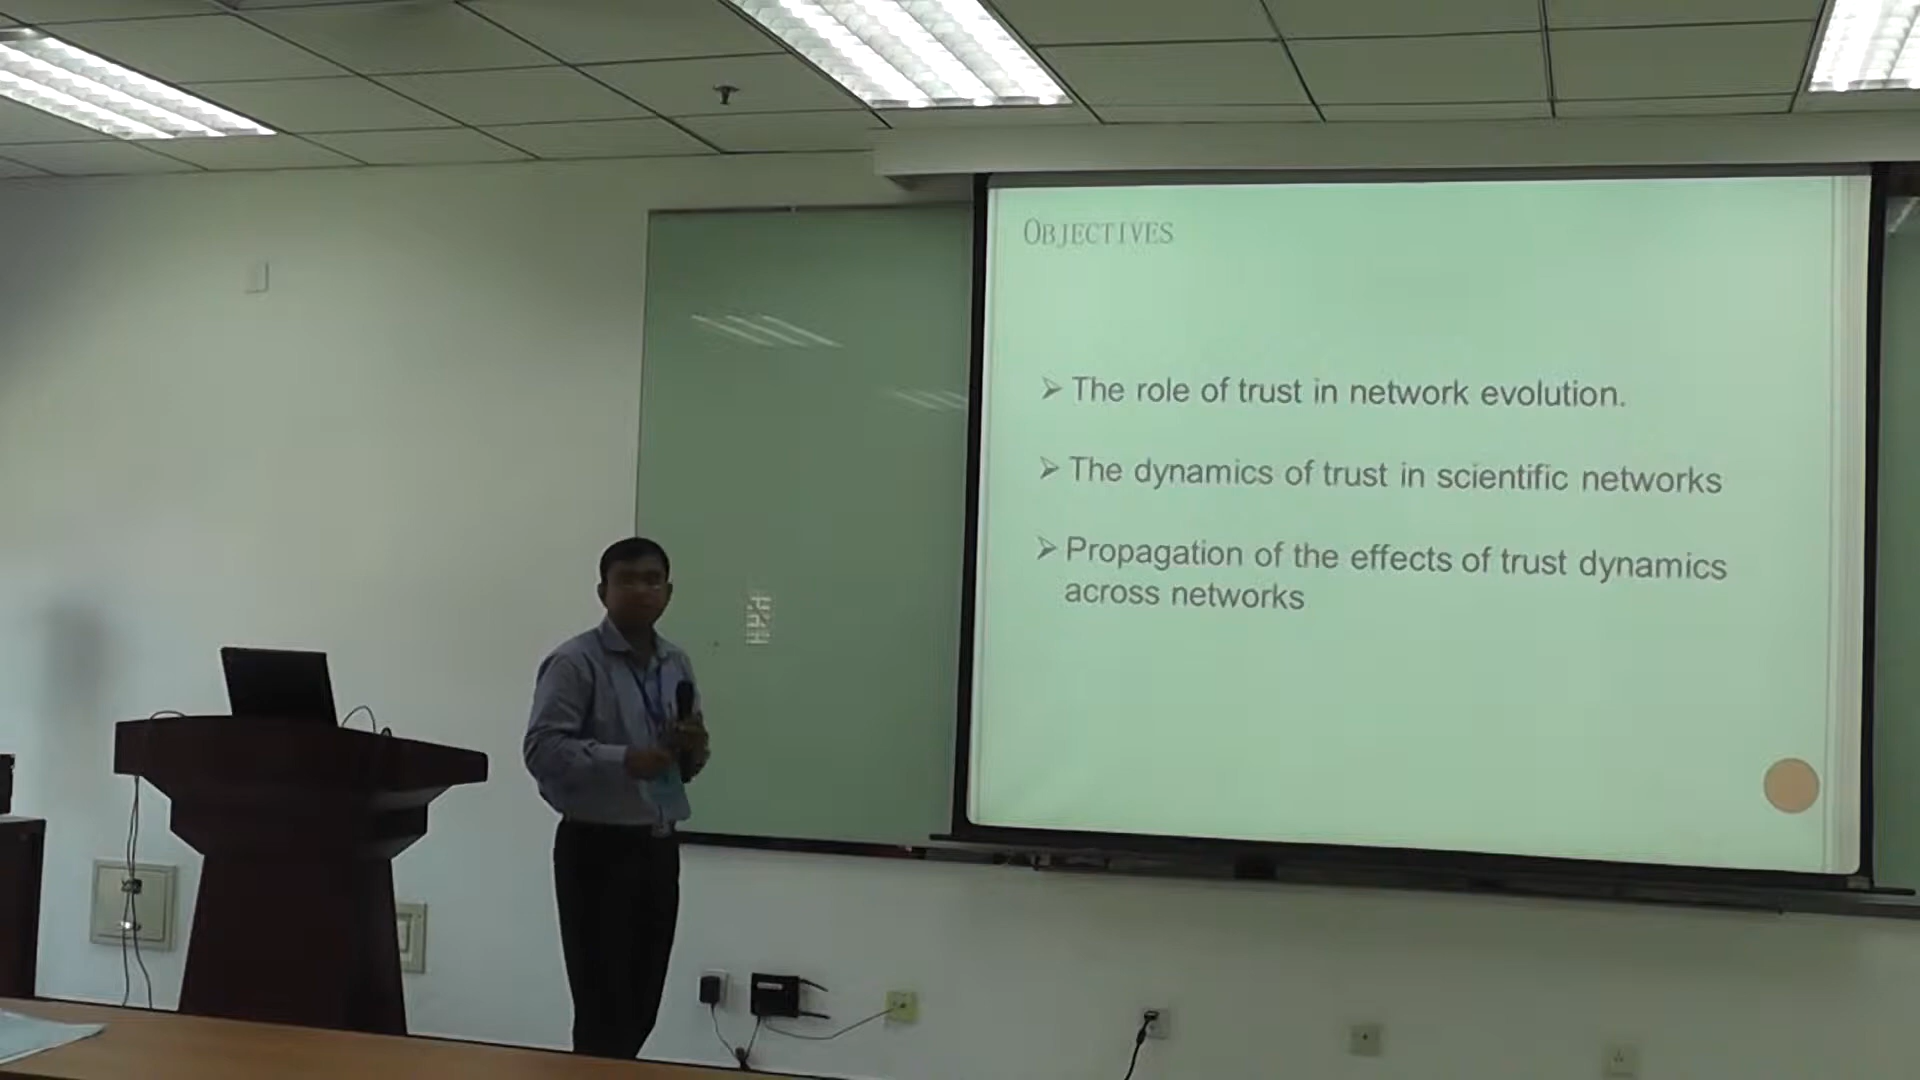 OBJECTIVES
The role of trust in network evolution.
The dynamics of trust in scientific networks
Propagation of the effects of trust dynamics
across networks